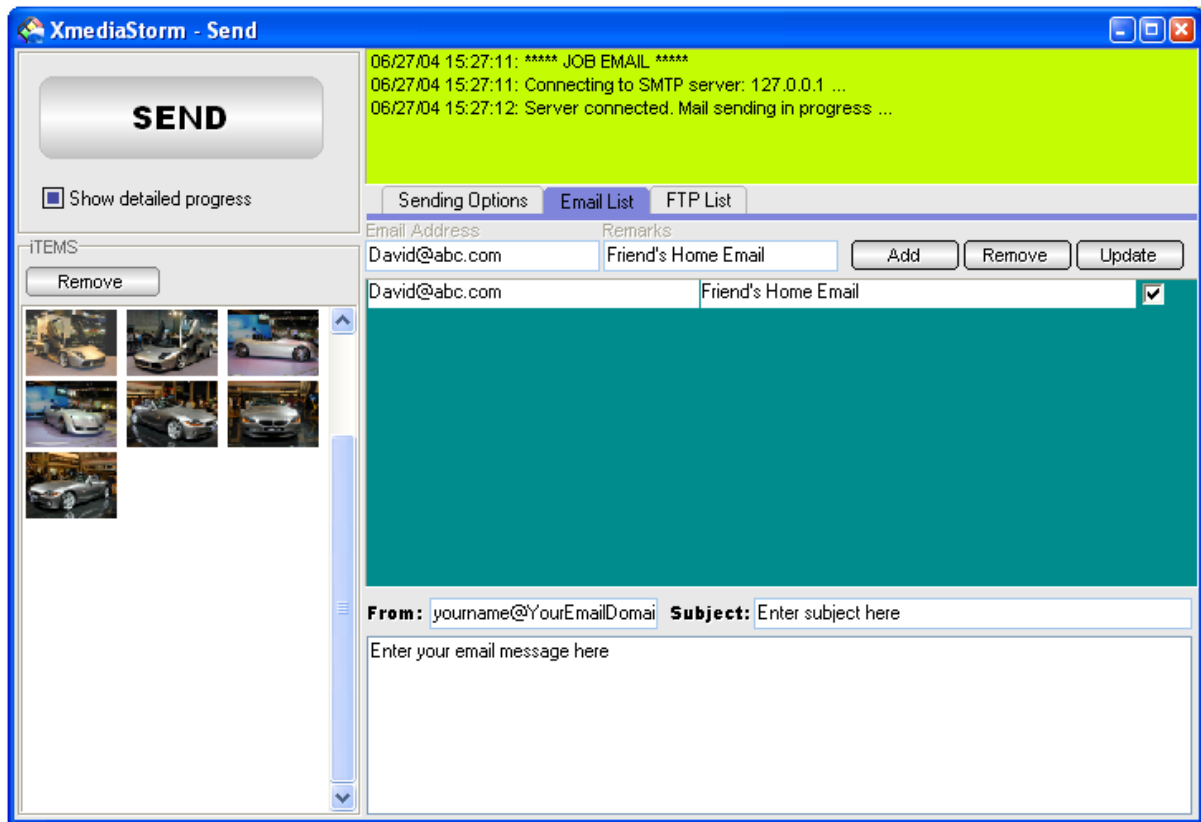 XmediaStorm - Send
SEND
Show detailed progress
iTEMS
Remove
06/27/04 15:27:11: ***** JOB EMAIL *****
06/27/04 15:27:11: Connecting to SMTP server: 127.0.0.1 ...
06/27/04 15:27:12: Server connected. Mail sending in progress ...
Sending Options Email List FTP List
Email Address Remarks
David@abc.com Friend's Home Email Add Remove Update
David@abc.com Friend's Home Email
From: yourname@YourEmailDomai Subject: Enter subject here
Enter your email message here